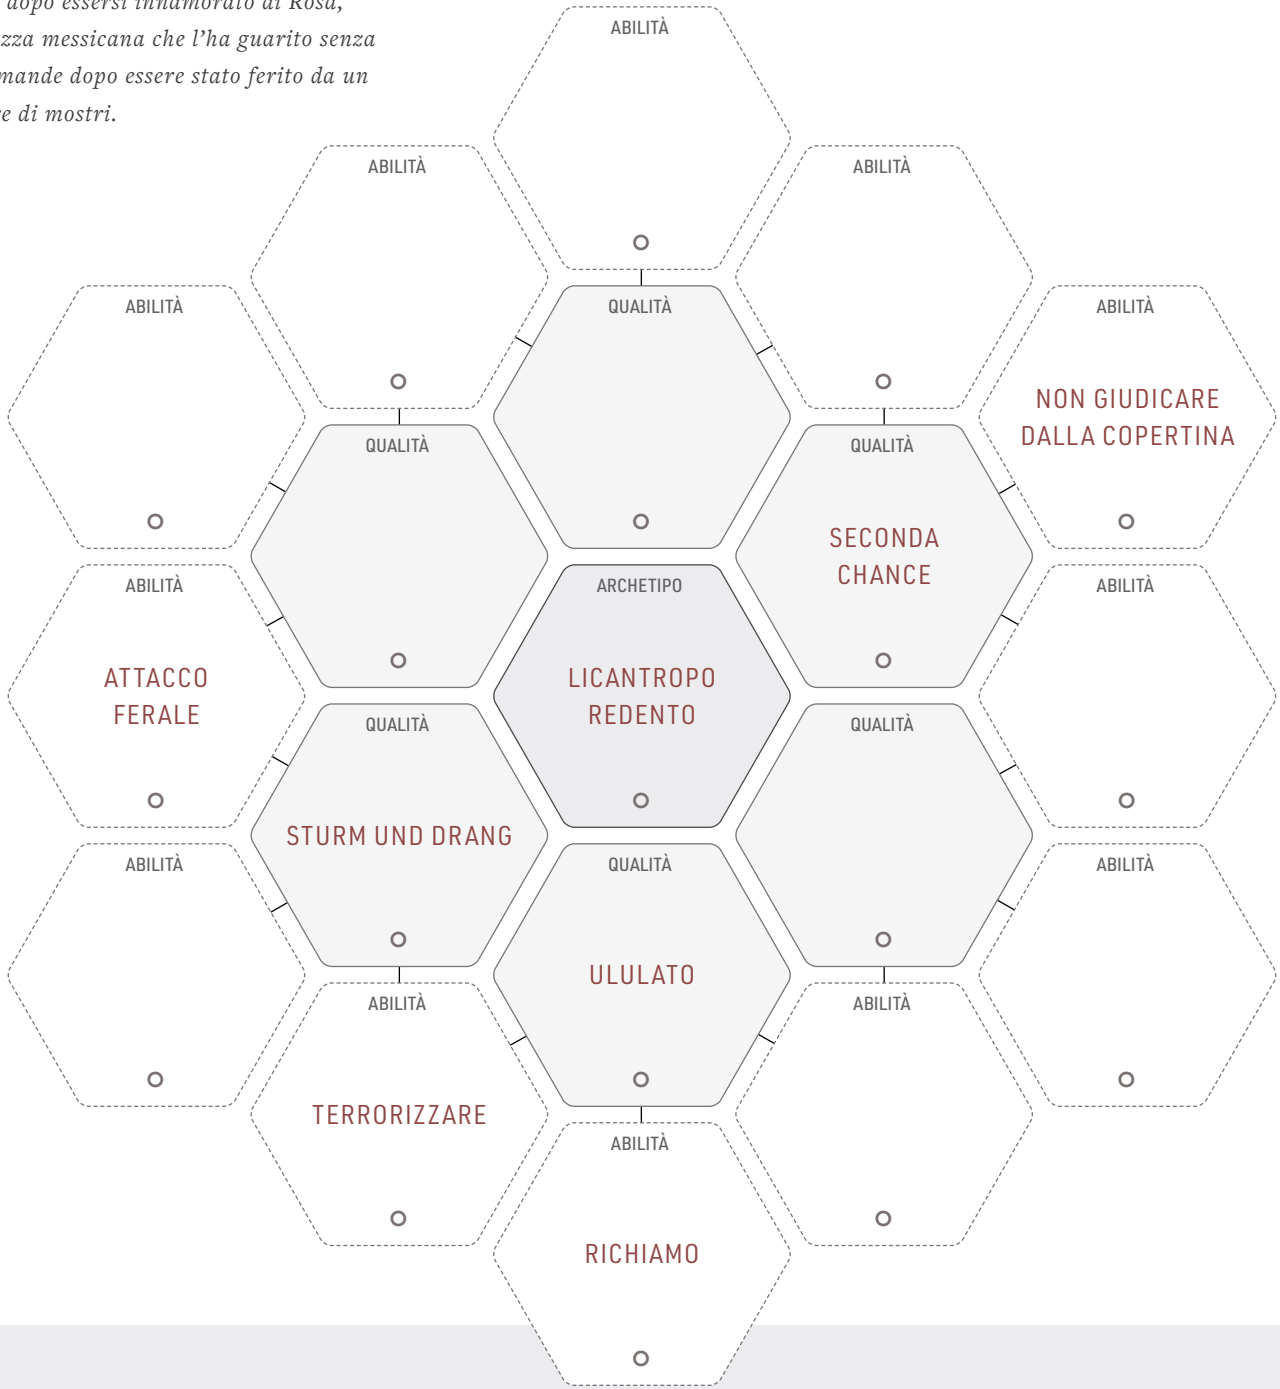 dopo essersi innamorato di Rosa,
zza messicana che l’ha guarito senza
mande dopo essere stato ferito da un
e di mostri.
ABILITÀ
ABILITÀ
ABILITÀ
ABILITÀ
QUALITÀ
ABILITÀ
NON GIUDICARE
DALLA COPERTINA
QUALITÀ
QUALITÀ
SECONDA
CHANCE
ABILITÀ
ATTACCO
FERALE
ARCHETIPO
LICANTROPO
REDENTO
ABILITÀ
QUALITÀ
STURM UND DRANG
QUALITÀ
ABILITÀ
QUALITÀ
ULULATO
ABILITÀ
ABILITÀ
TERRORIZZARE
ABILITÀ
ABILITÀ
RICHIAMO